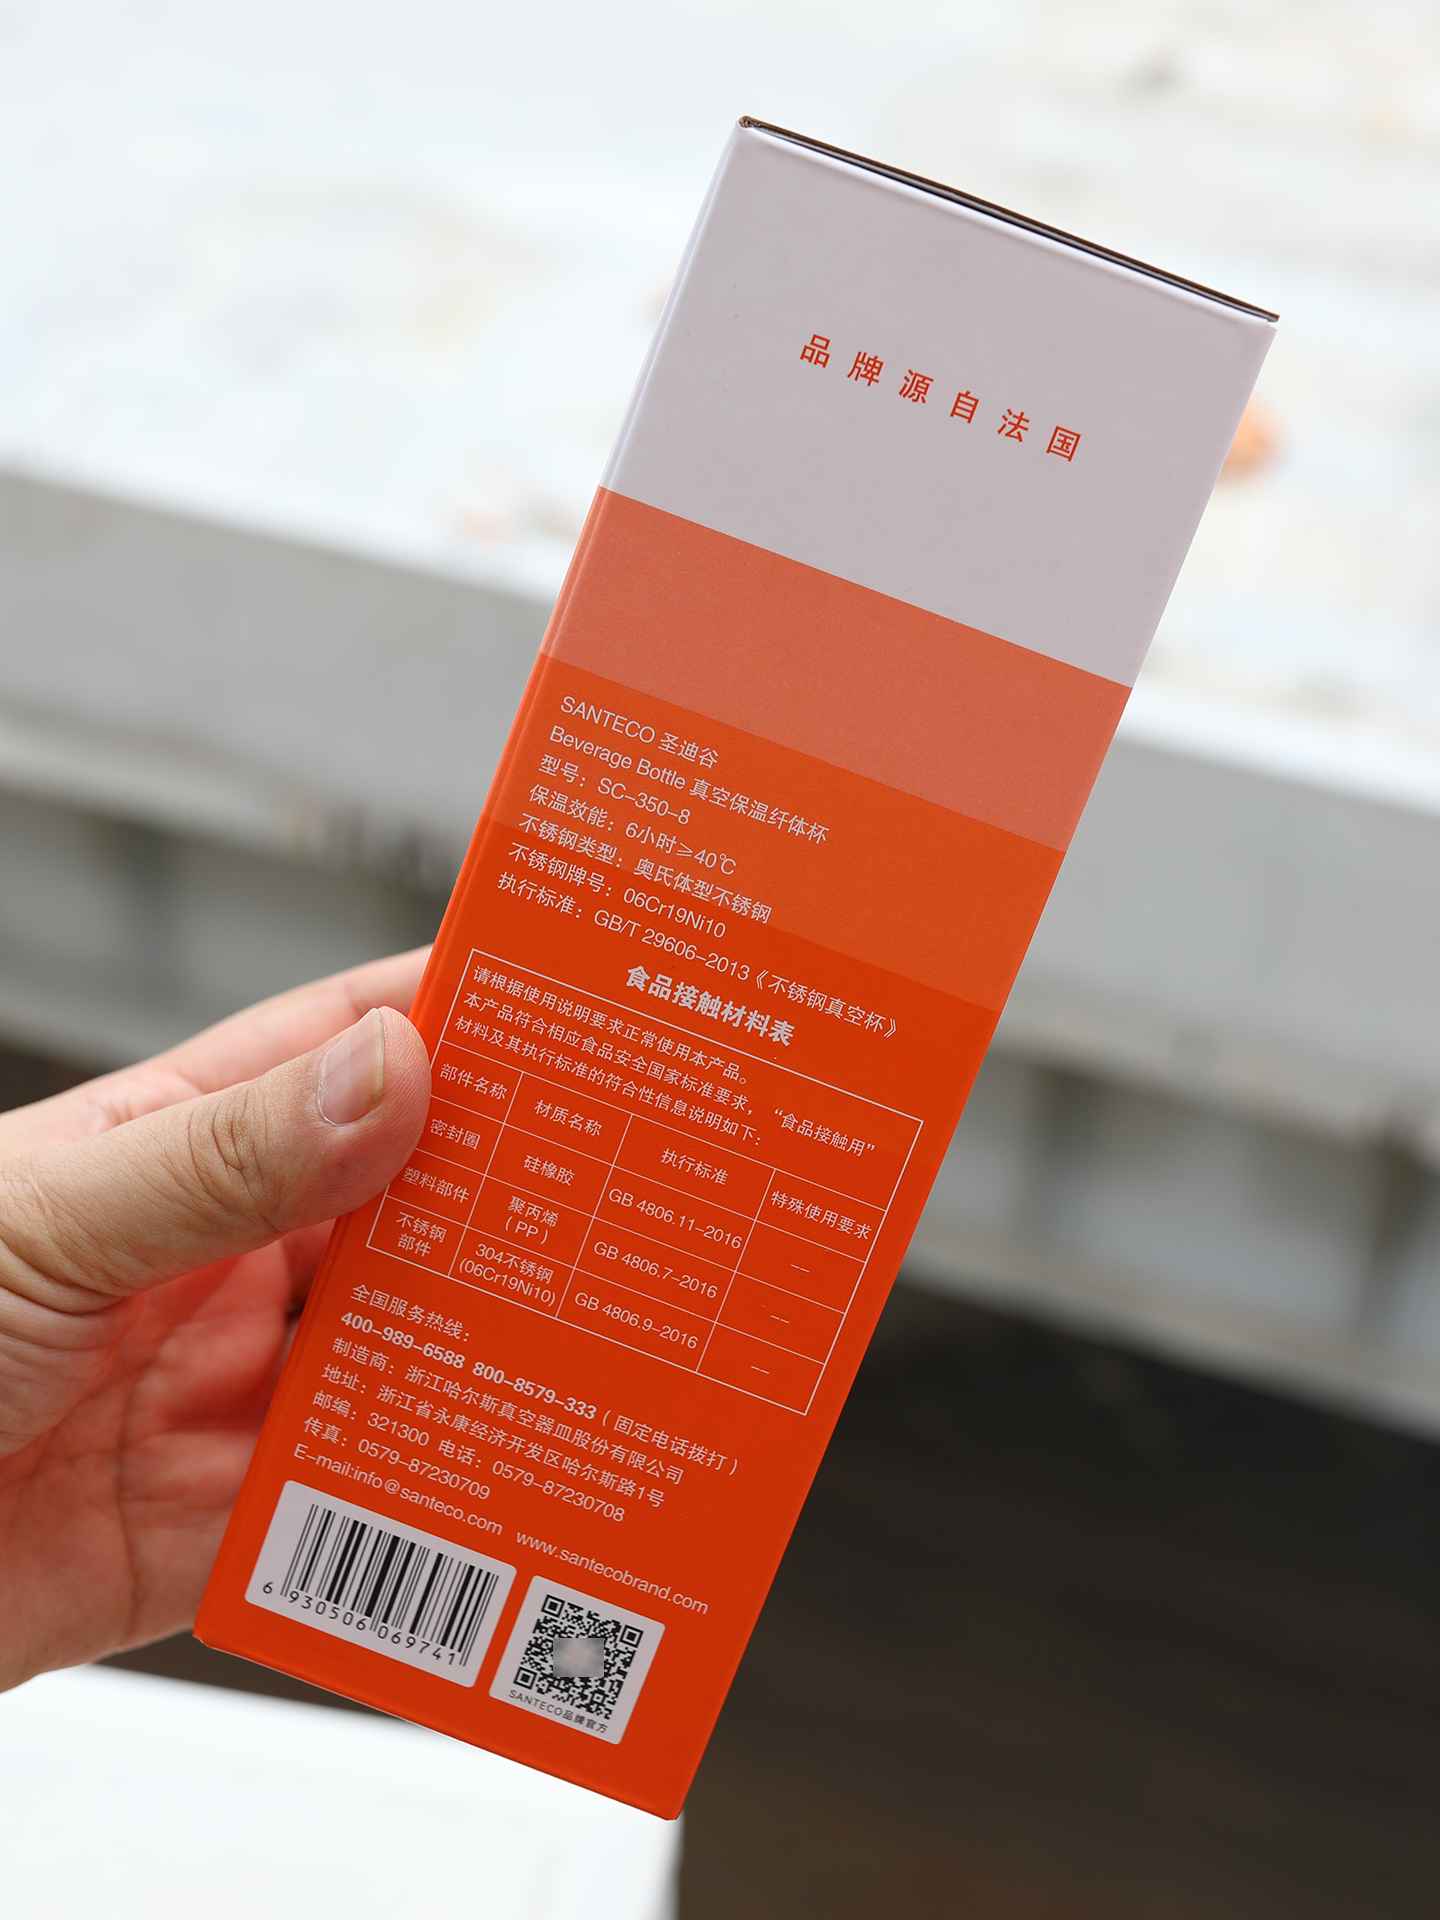 品牌源自法国
SANTECO 圣迪谷
Beverage Bottle 真空保温纤体杯
型号：SC-350-8
保温效能：6小时≥40℃
不锈钢类型：奥氏体型不锈钢
不锈钢牌号：06Cr19Ni10
执行标准：GB/T 29606-2013《不锈钢真空杯》
食品接触材料表
请根据使用说明要求正常使用本产品。
本产品符合相应食品安全国家标准要求，“食品接触用”
材料及其执行标准的符合性信息说明如下：
部件名称 材质名称 执行标准 特殊使用要求
密封圈 硅橡胶 GB 4806.11-2016 --
塑料部件 聚丙烯（PP） GB 4806.7-2016 --
不锈钢部件 304不锈钢(06Cr19Ni10) GB 4806.9-2016 --
全国服务热线：
400-989-6588 800-8579-333（固定电话拨打）
制造商：浙江哈尔斯真空器皿股份有限公司
地址：浙江省永康经济开发区哈尔斯路1号
邮编：321300 电话：0579-87230708
传真：0579-87230709
E-mail:info@santeco.com www.santecobrand.com
6 930506 069741
SANTECO品牌官方